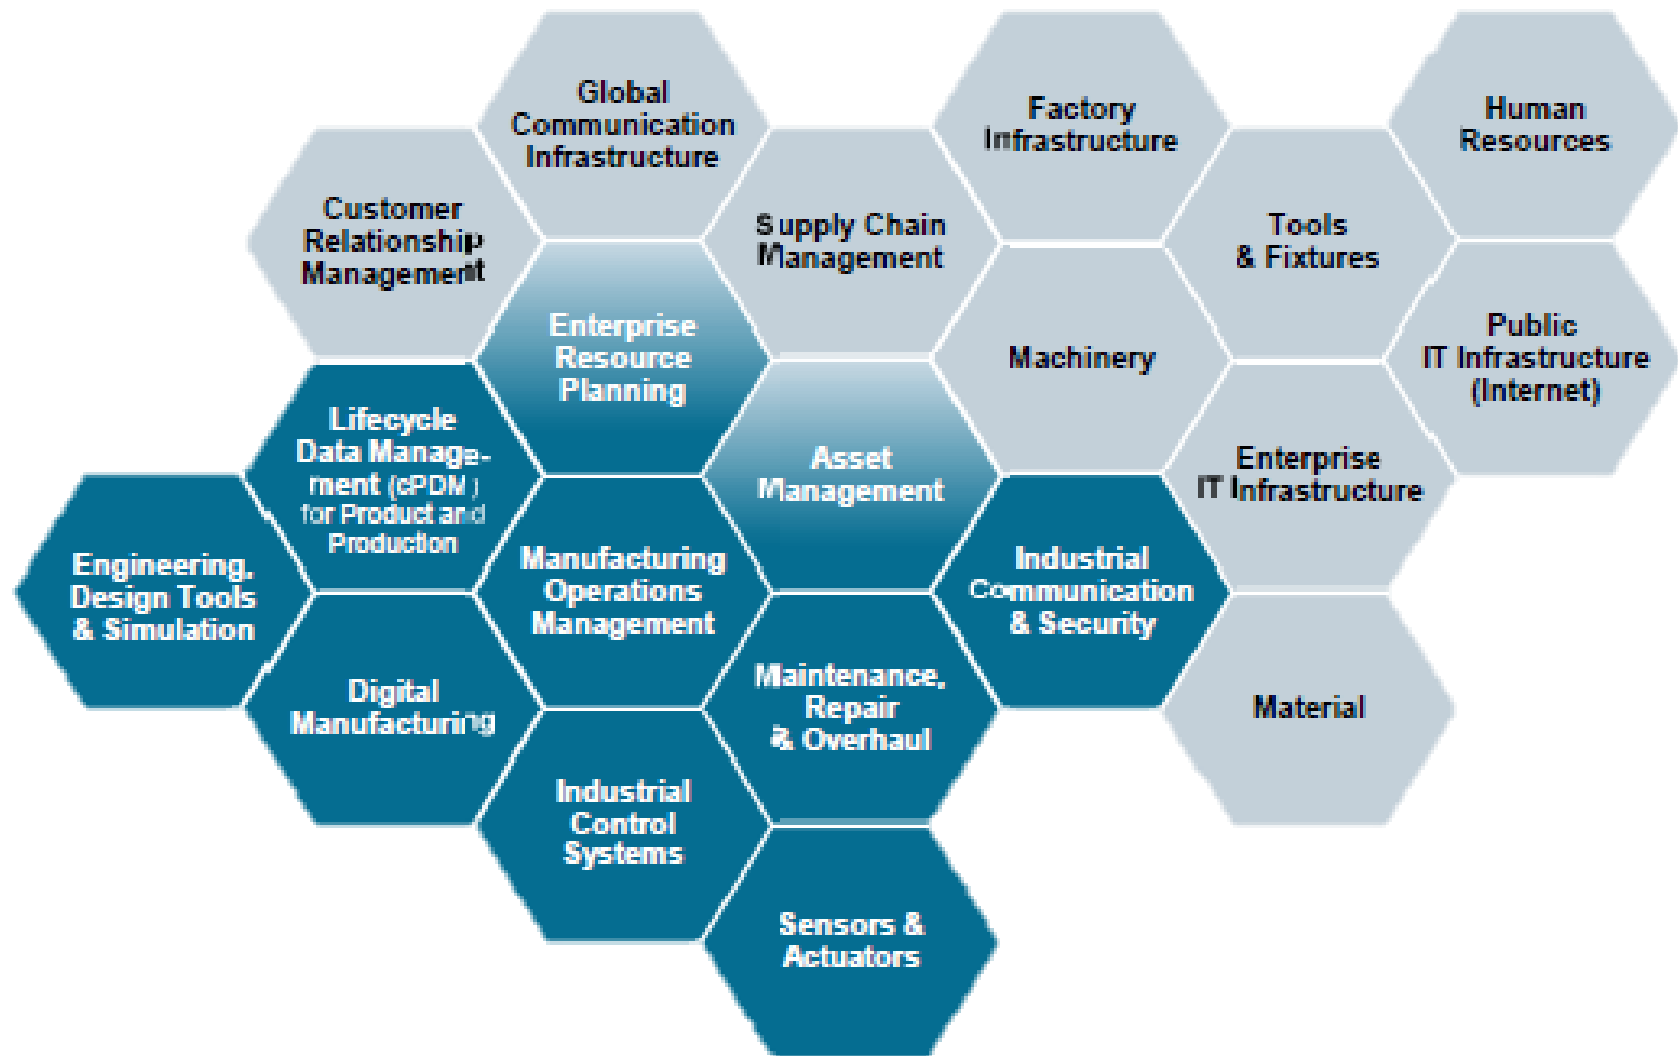 Global
Communication
Infrastructure
Factory
Infrastructure
Human
Resources
Customer
Relationship
Management
Supply Chain
Management
Tools
& Fixtures
Enterprise
Resource
Planning
Machinery
Public
IT Infrastructure
(Internet)
Lifecycle
Data Manage-
ment (cPDM)
for Product and
Production
Asset
Management
Enterprise
IT Infrastructure
Engineering,
Design Tools
& Simulation
Manufacturing
Operations
Management
Industrial
Communication
& Security
Digital
Manufacturing
Maintenance,
Repair
& Overhaul
Material
Industrial
Control
Systems
Sensors &
Actuators